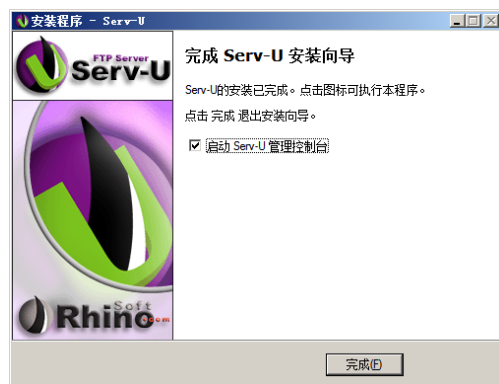 安装程序 - Serv-U
FTP Server
Serv-U
完成 Serv-U 安装向导
Serv-U的安装已完成。点击图标可执行本程序。
点击 完成 退出安装向导。
启动 Serv-U 管理控制台
RhinoSoft
.com
完成(F)